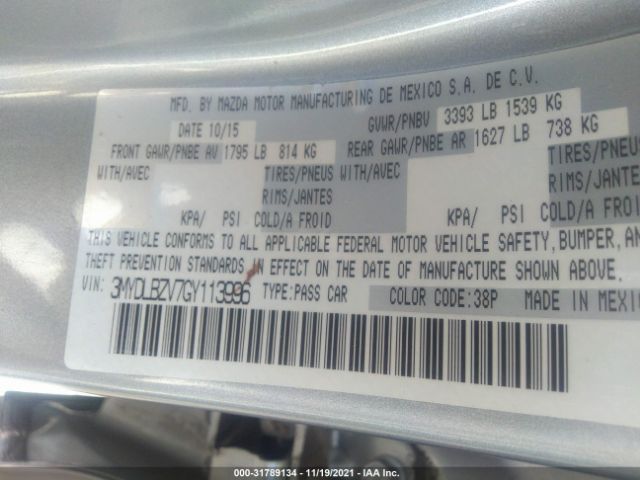 MFD. BY MAZDA MOTOR MANUFACTURING DE MEXICO S.A. DE C.V.
DATE 10/15 GVWR/PNBV 3393 LB 1539 KG
FRONT GAWR/PNBE AV 1795 LB 814 KG REAR GAWR/PNBE AR 1627 LB 738 KG
WITH/AVEC TIRES/PNEUS WITH/AVEC TIRES/PNEUS
RIMS/JANTES RIMS/JANTES
KPA/ PSI COLD/A FROID KPA/ PSI COLD/A FROID
THIS VEHICLE CONFORMS TO ALL APPLICABLE FEDERAL MOTOR VEHICLE SAFETY, BUMPER, AN
THEFT PREVENTION STANDARDS IN EFFECT ON THE DATE OF MANUFACTURE SHOWN ABOVE.
VIN: 3MYDLBZV7GY113996 TYPE:PASS CAR COLOR CODE:38P MADE IN MEXI
000-31789134 - 11/19/2021 - IAA Inc.